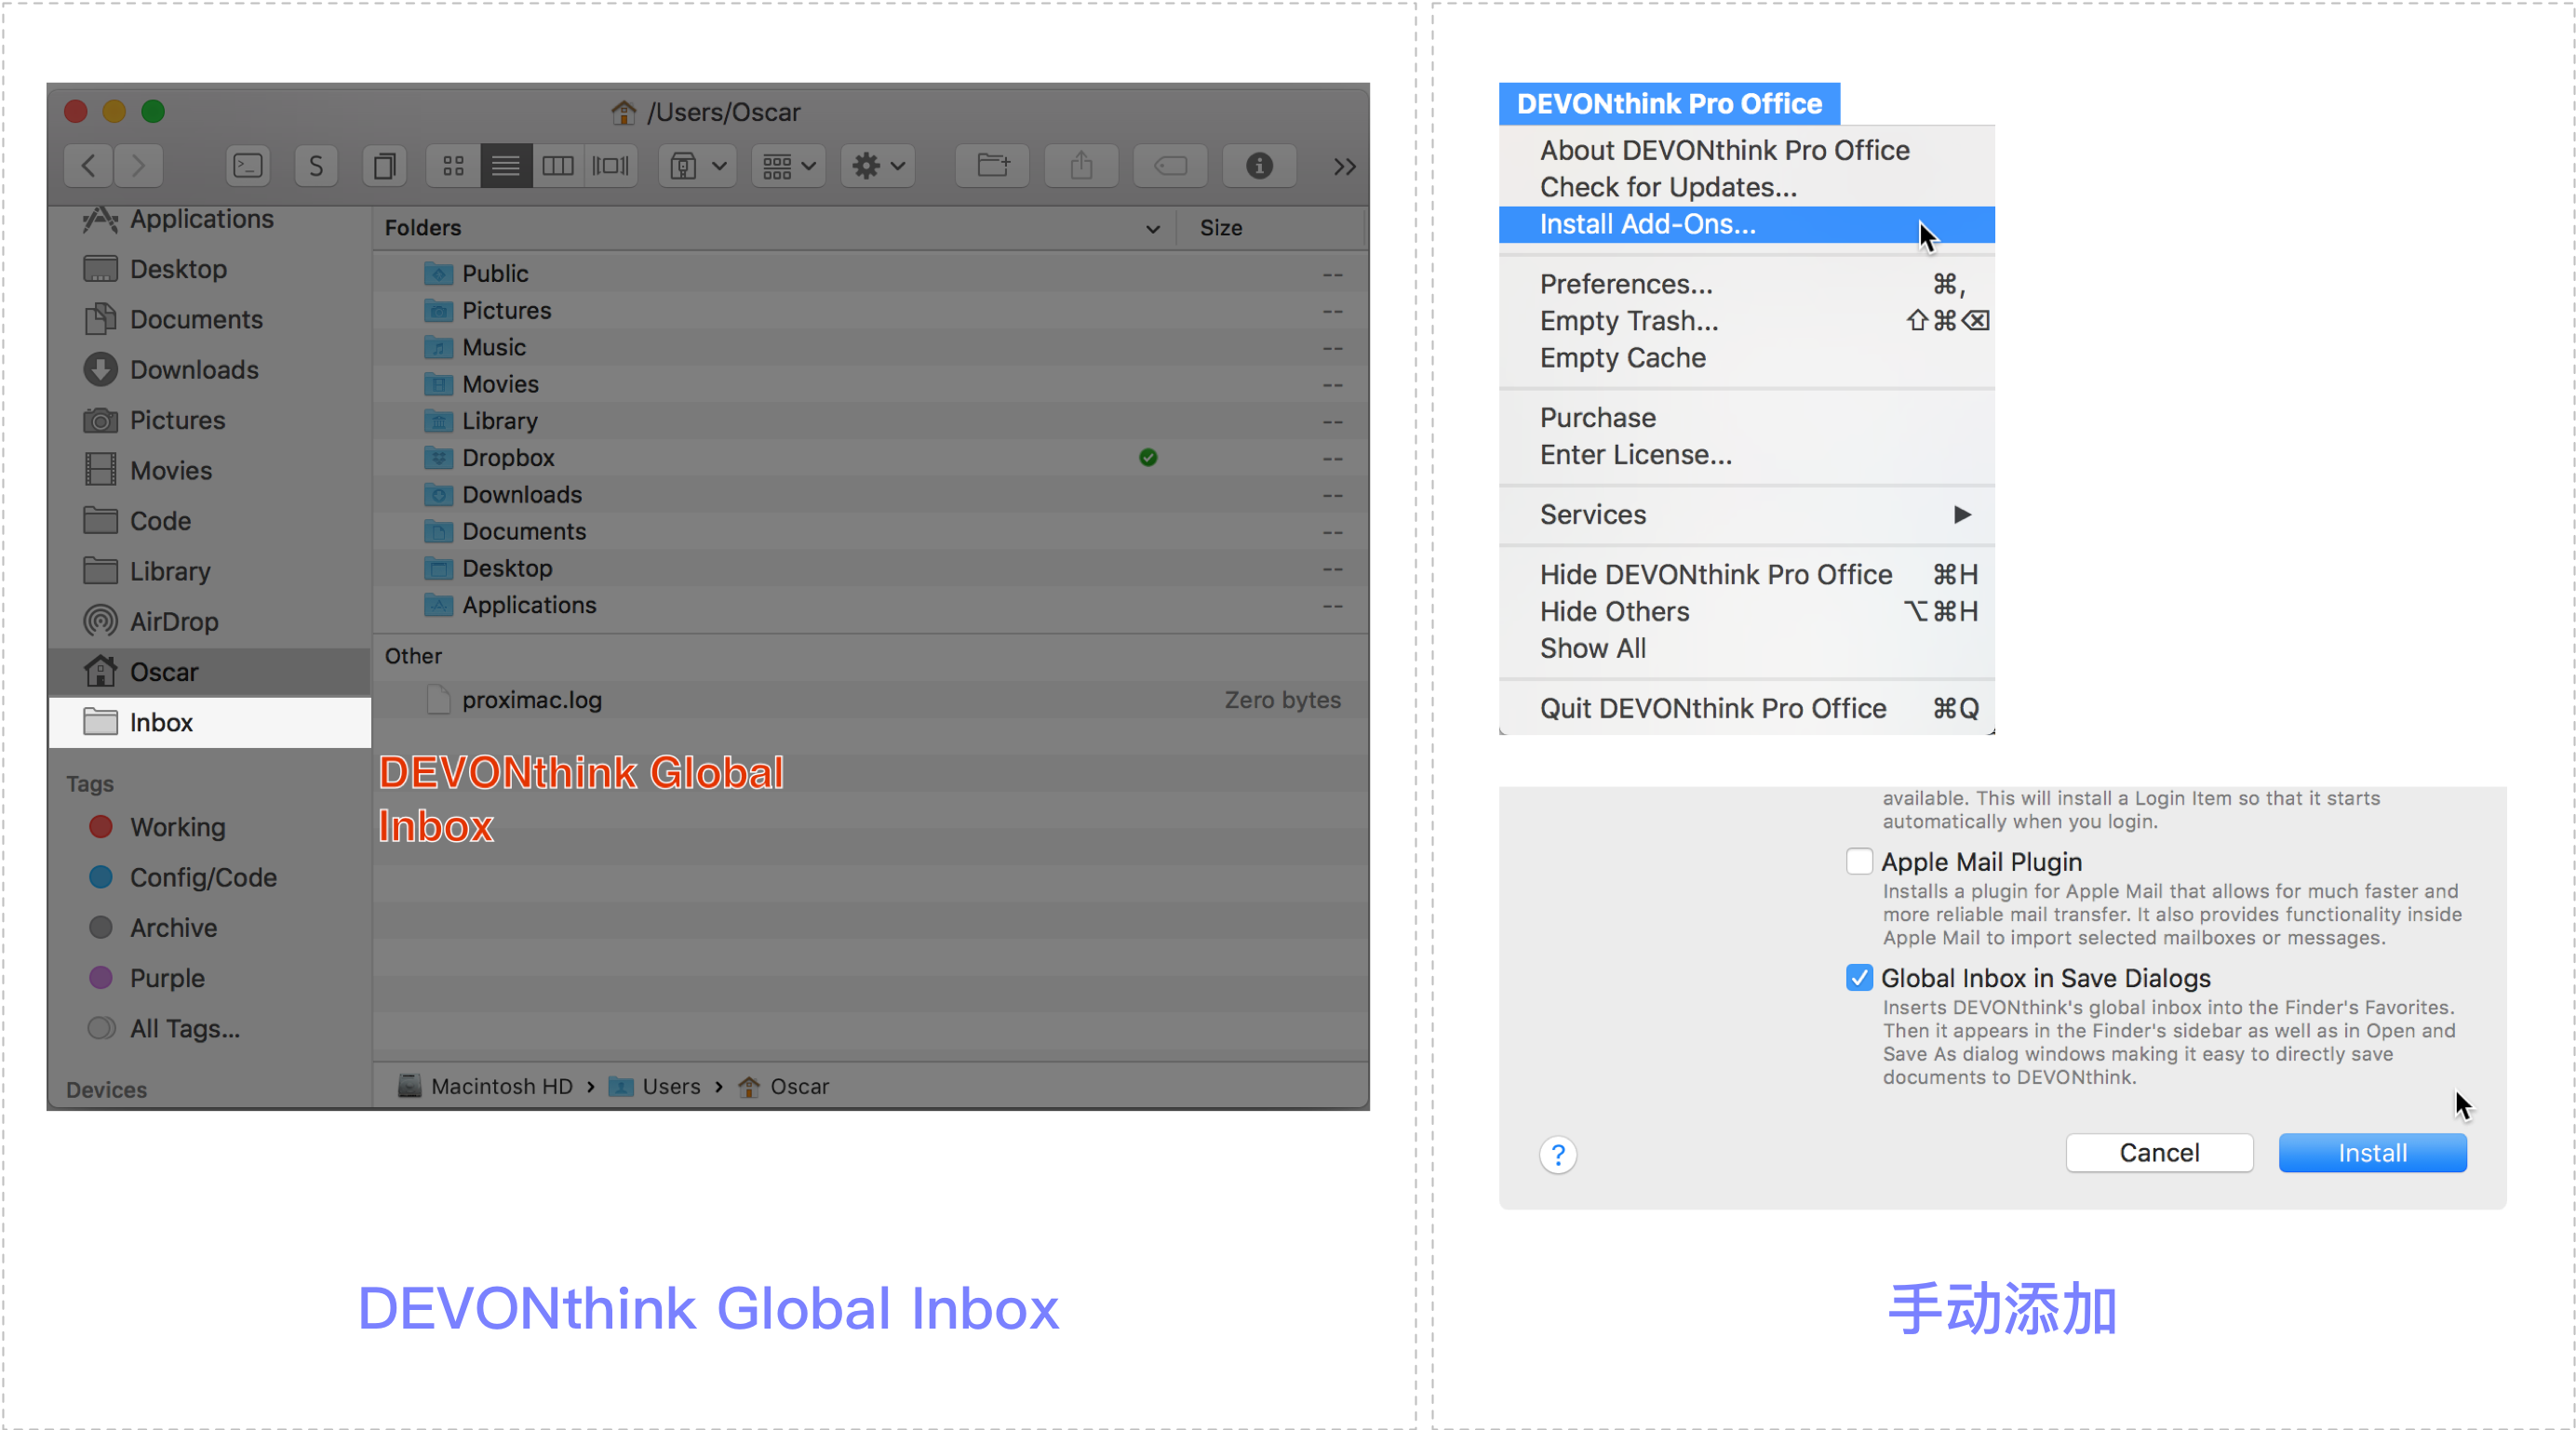 /Users/Oscar
S
Applications
Desktop
Documents
Downloads
Pictures
Movies
Code
Library
AirDrop
Oscar
Inbox
Tags
Working
Config/Code
Archive
Purple
All Tags...
Devices
Folders Size
Public --
Pictures --
Music --
Movies --
Library --
Dropbox --
Downloads --
Documents --
Desktop --
Applications --
Other
proximac.log Zero bytes
DEVONthink Global
Inbox
Macintosh HD › Users › Oscar
DEVONthink Global Inbox
DEVONthink Pro Office
About DEVONthink Pro Office
Check for Updates...
Install Add-Ons...
Preferences... ⌘,
Empty Trash... ⇧⌘⌫
Empty Cache
Purchase
Enter License...
Services ▶
Hide DEVONthink Pro Office ⌘H
Hide Others ⌥⌘H
Show All
Quit DEVONthink Pro Office ⌘Q
available. This will install a Login Item so that it starts
automatically when you login.
Apple Mail Plugin
Installs a plugin for Apple Mail that allows for much faster and
more reliable mail transfer. It also provides functionality inside
Apple Mail to import selected mailboxes or messages.
Global Inbox in Save Dialogs
Inserts DEVONthink's global inbox into the Finder's Favorites.
Then it appears in the Finder's sidebar as well as in Open and
Save As dialog windows making it easy to directly save
documents to DEVONthink.
? Cancel Install
手动添加